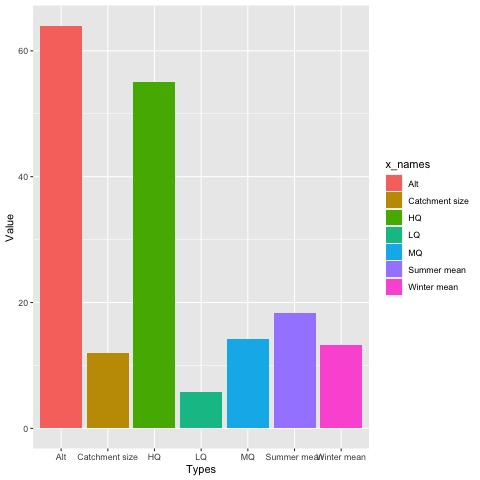 60
40
20
0
Value
Alt Catchment size HQ LQ MQ Summer mean Winter mean
Types
x_names
Alt
Catchment size
HQ
LQ
MQ
Summer mean
Winter mean